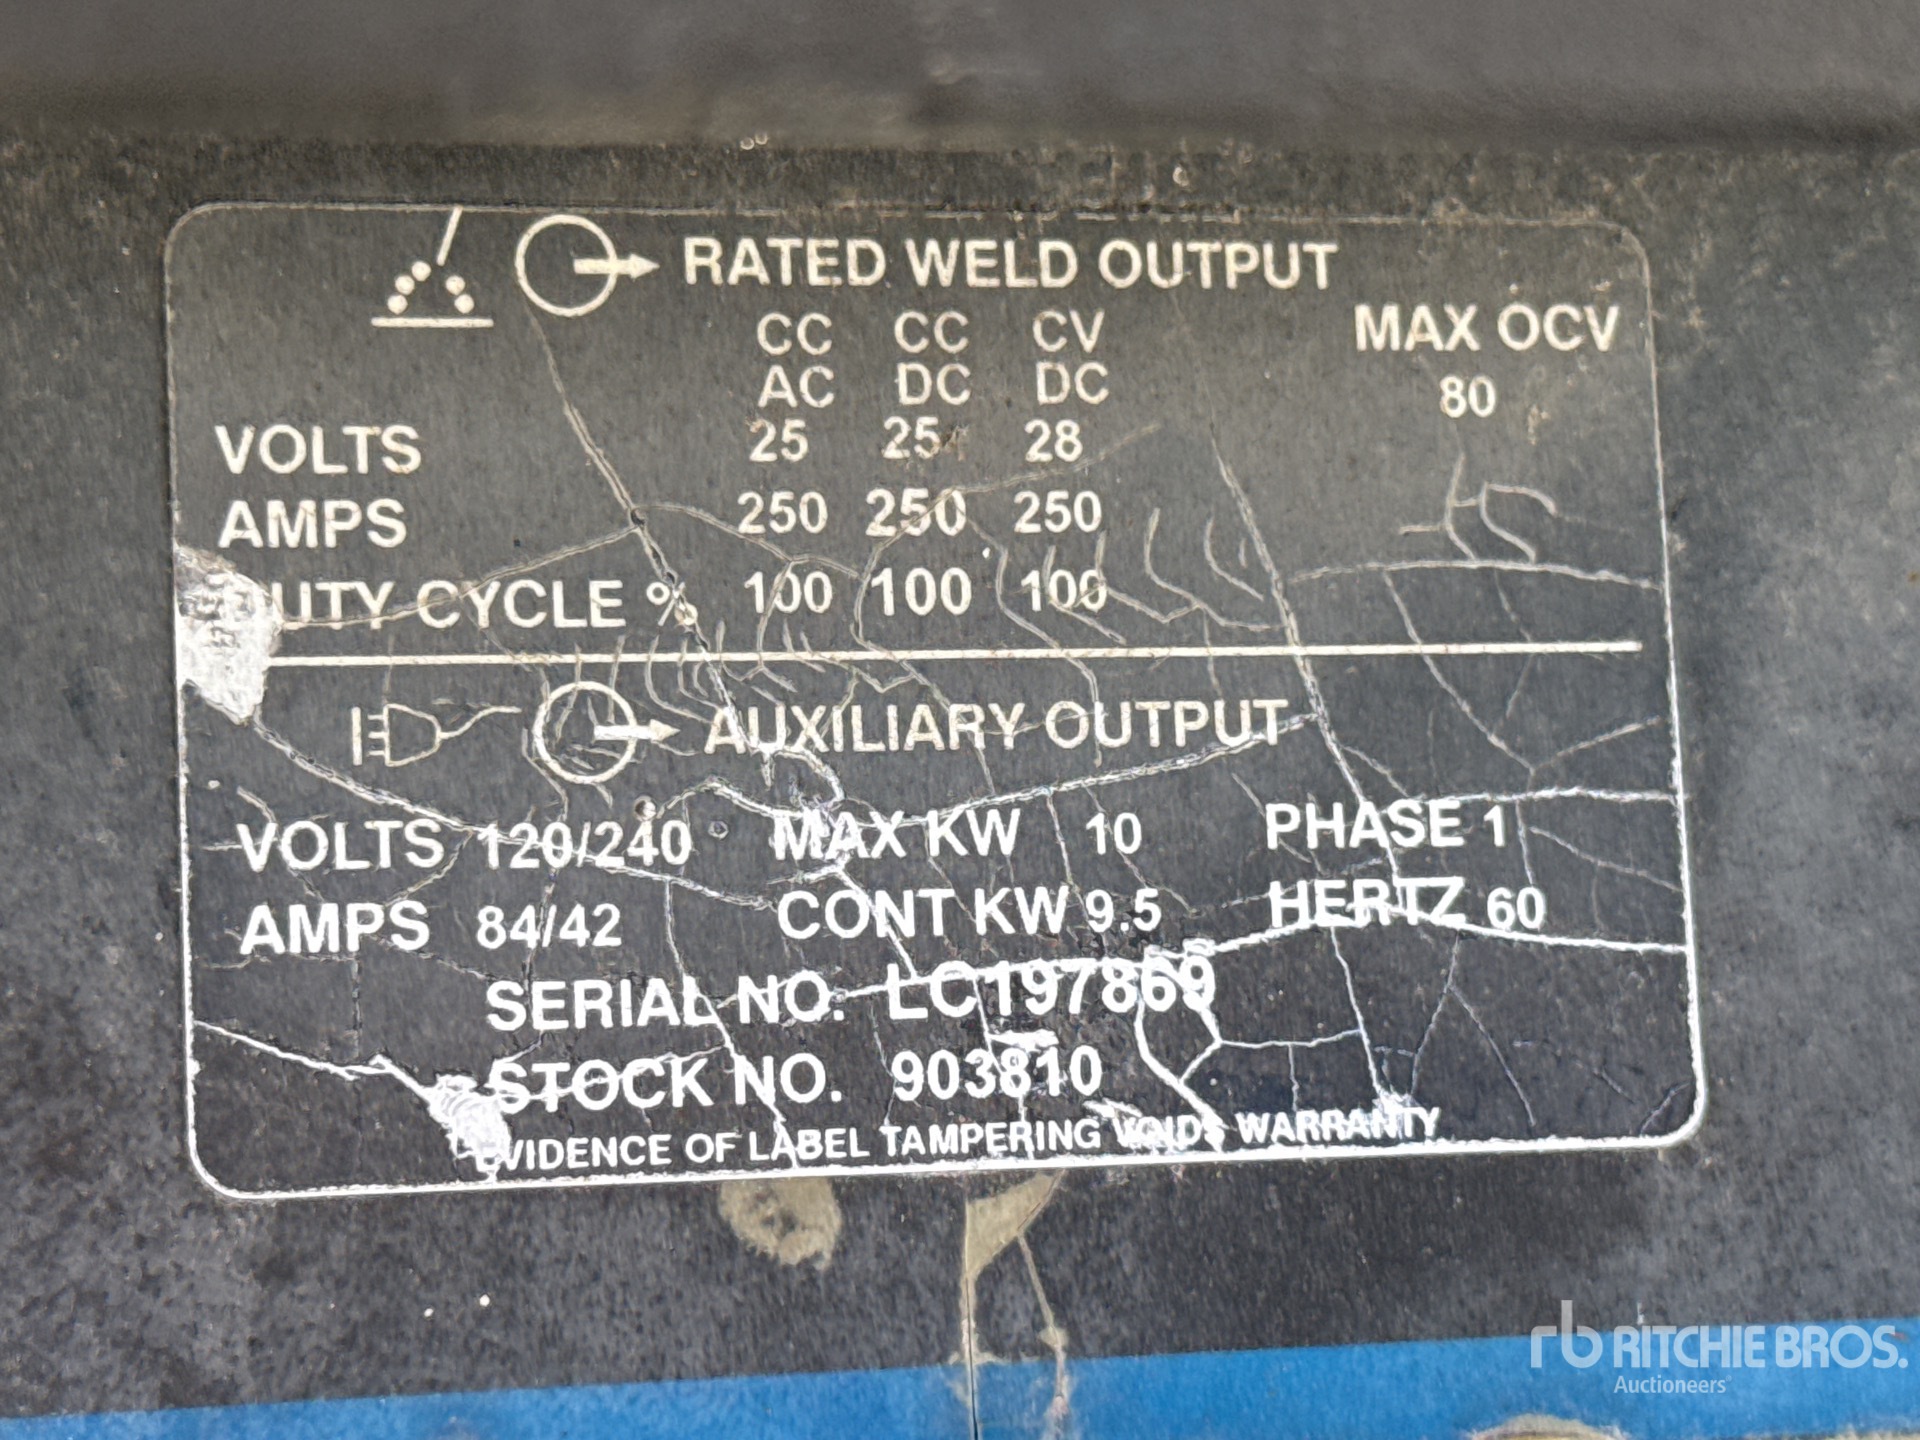 RATED WELD OUTPUT
CC CC CV MAX OCV
AC DC DC 80
VOLTS 25 25 28
AMPS 250 250 250
DUTY CYCLE % 100 100 100
AUXILIARY OUTPUT
VOLTS 120/240 MAX KW 10 PHASE 1
AMPS 84/42 CONT KW 9.5 HERTZ 60
SERIAL NO. LC197869
STOCK NO. 903810
EVIDENCE OF LABEL TAMPERING VOIDS WARRANTY
rb RITCHIE BROS.
Auctioneers